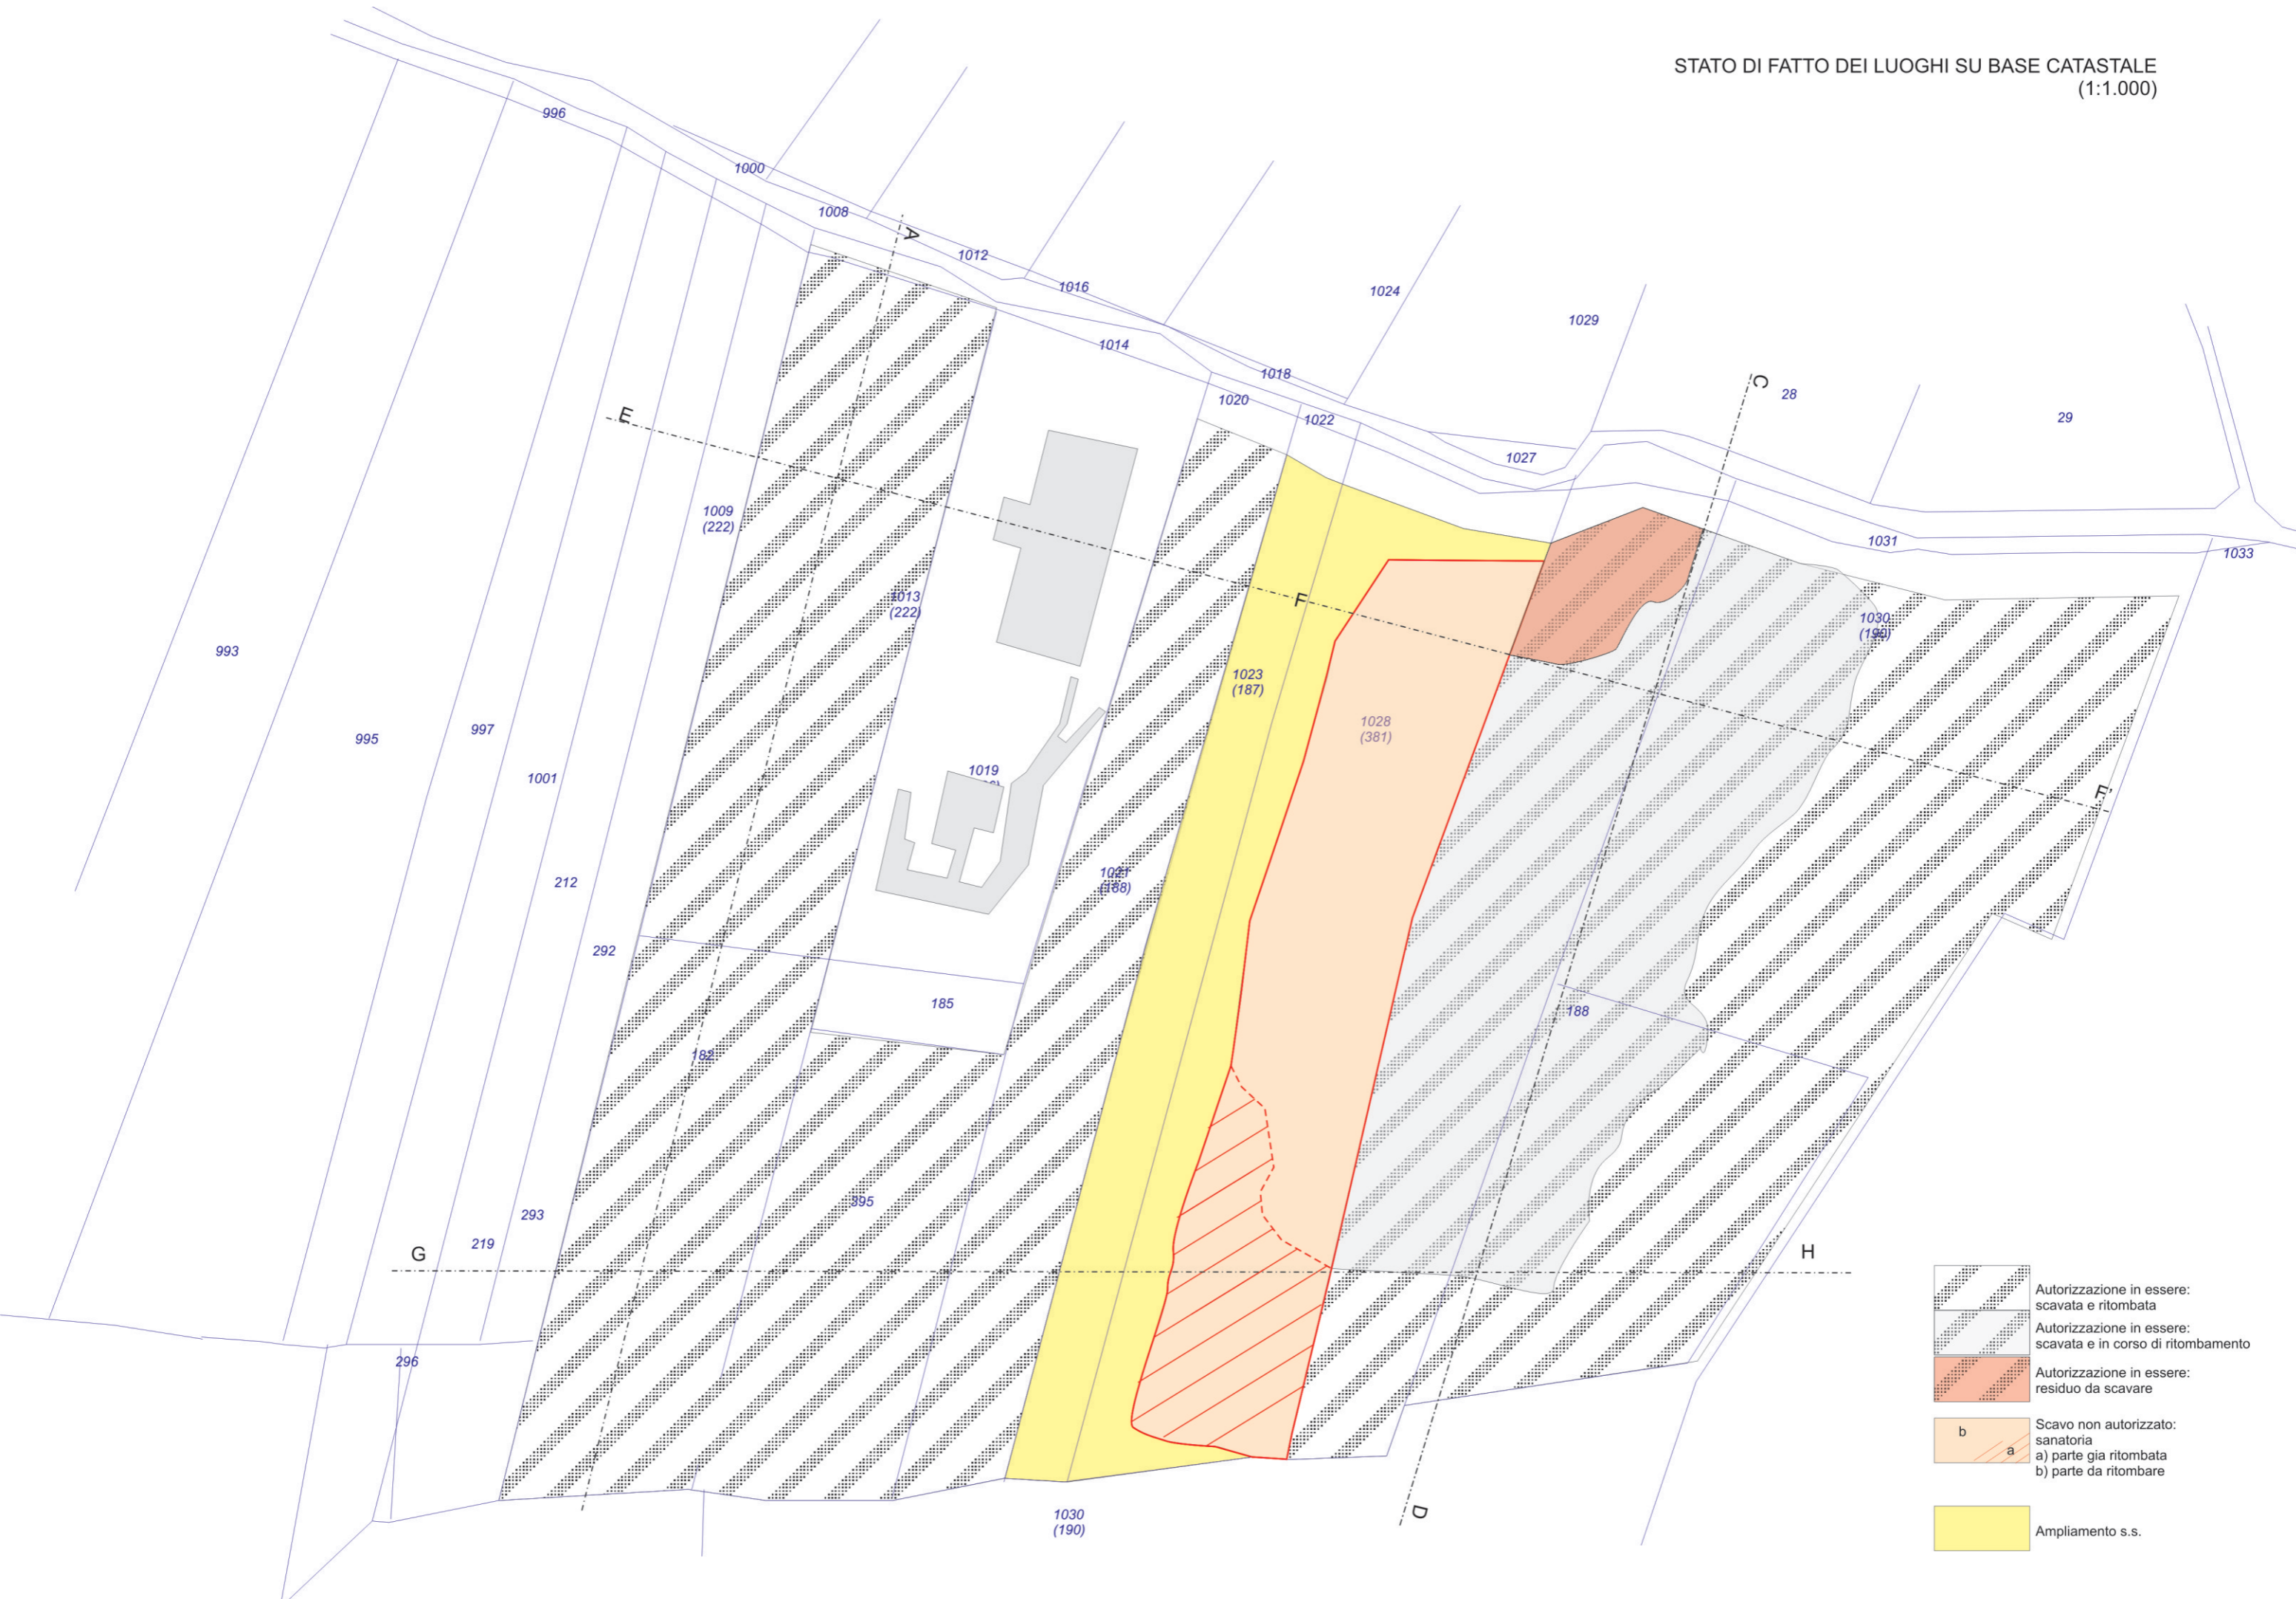 STATO DI FATTO DEI LUOGHI SU BASE CATASTALE
(1:1.000)
996
1000
1008
A
1012
1016
1024
1029
1014
1018
C
28
29
1020
1022
E
1027
1009
(222)
1031
1033
1013
(222)
F
1030
(190)
993
1023
(187)
995
997
1028
(381)
1001
1019
F'
212
1021
(188)
292
185
188
182
395
293
219
G
H
296
Autorizzazione in essere:
scavata e ritombata
Autorizzazione in essere:
scavata e in corso di ritombamento
Autorizzazione in essere:
residuo da scavare
b
a
Scavo non autorizzato:
sanatoria
a) parte gia ritombata
b) parte da ritombare
D
1030
(190)
Ampliamento s.s.